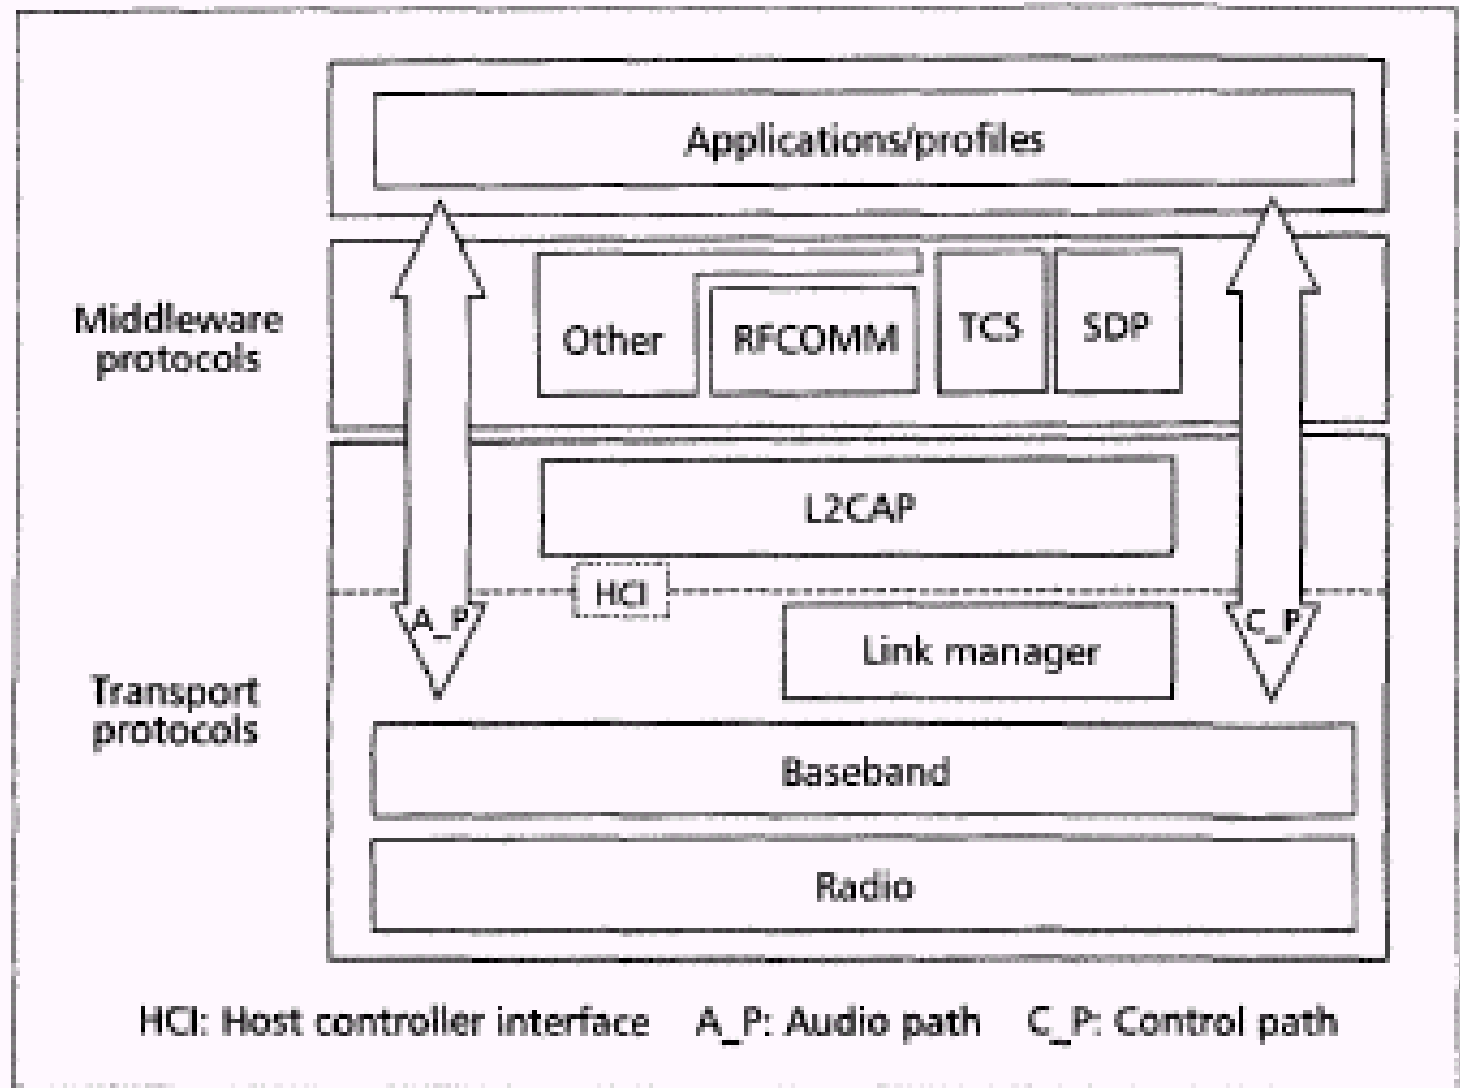 Applications/profiles
Middleware
protocols
Other
RFCOMM
TCS
SDP
L2CAP
HCI
A_P
C_P
Link manager
Transport
protocols
Baseband
Radio
HCI: Host controller interface A_P: Audio path C_P: Control path